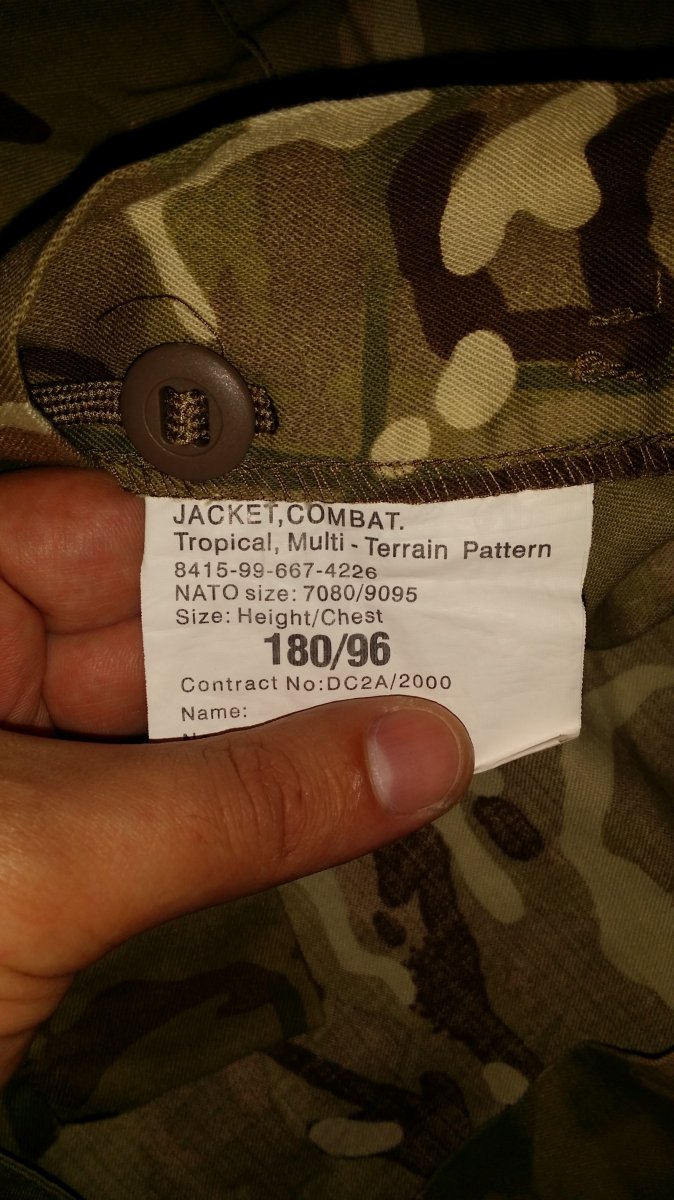 JACKET,COMBAT.
Tropical, Multi-Terrain Pattern
8415-99-667-4226
NATO size: 7080/9095
Size: Height/Chest
180/96
Contract No:DC2A/2000
Name: